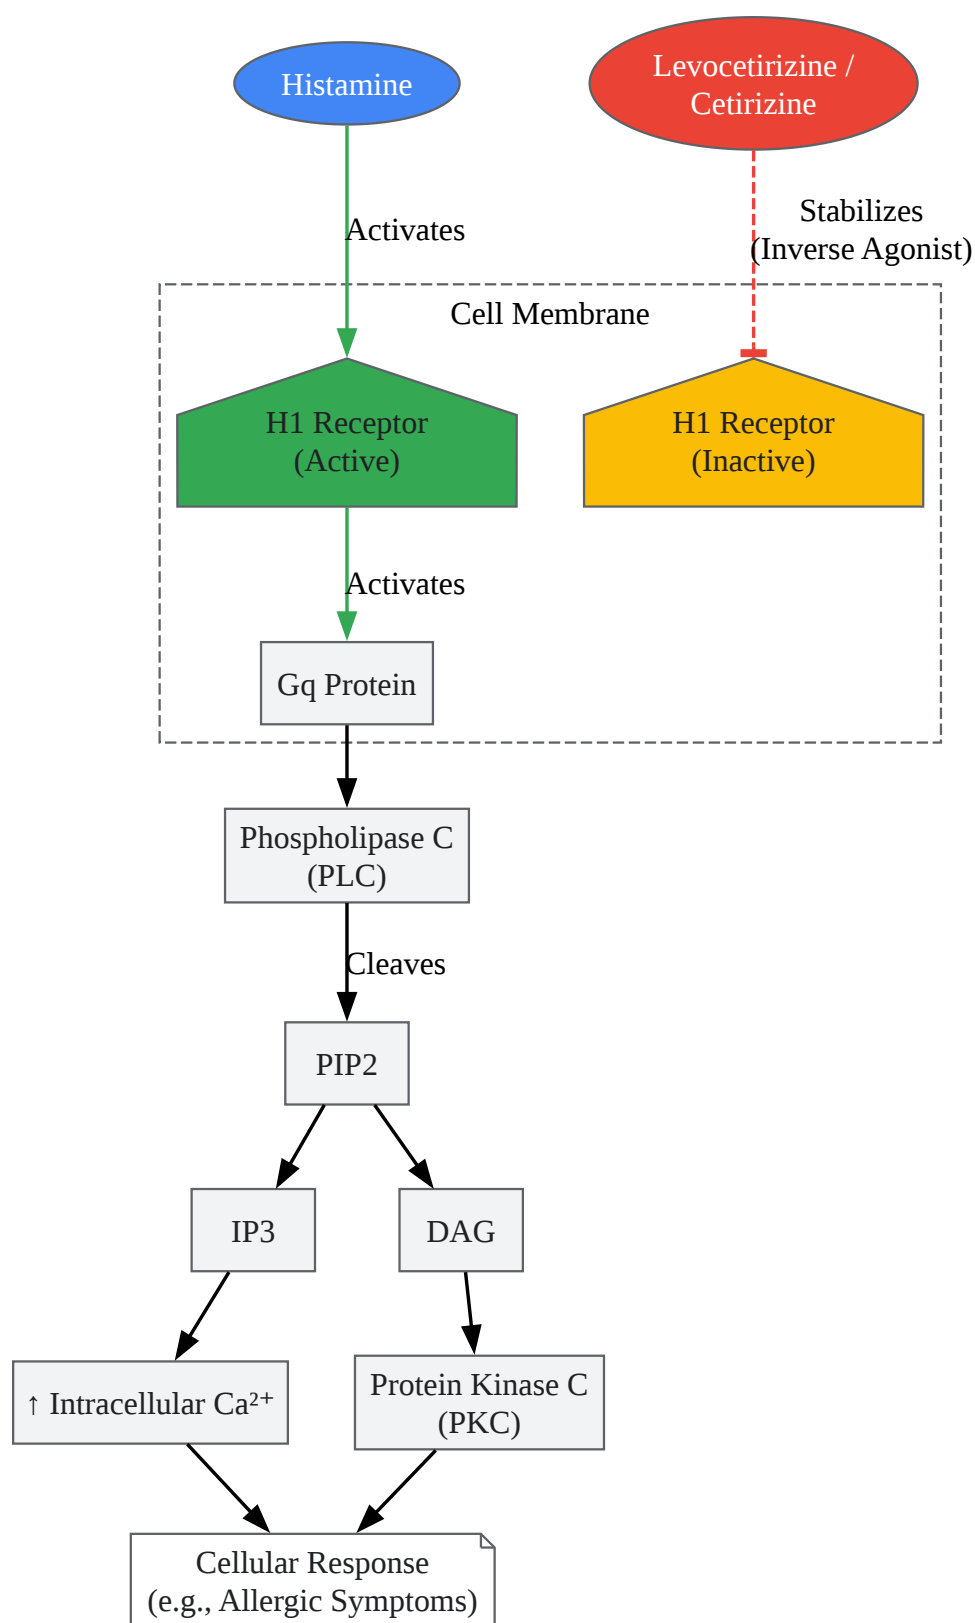 Histamine
Levocetirizine /
Cetirizine
Activates
Stabilizes
(Inverse Agonist)
Cell Membrane
H1 Receptor
(Active)
H1 Receptor
(Inactive)
Activates
Gq Protein
Phospholipase C
(PLC)
Cleaves
PIP2
IP3
DAG
↑ Intracellular Ca²⁺
Protein Kinase C
(PKC)
Cellular Response
(e.g., Allergic Symptoms)